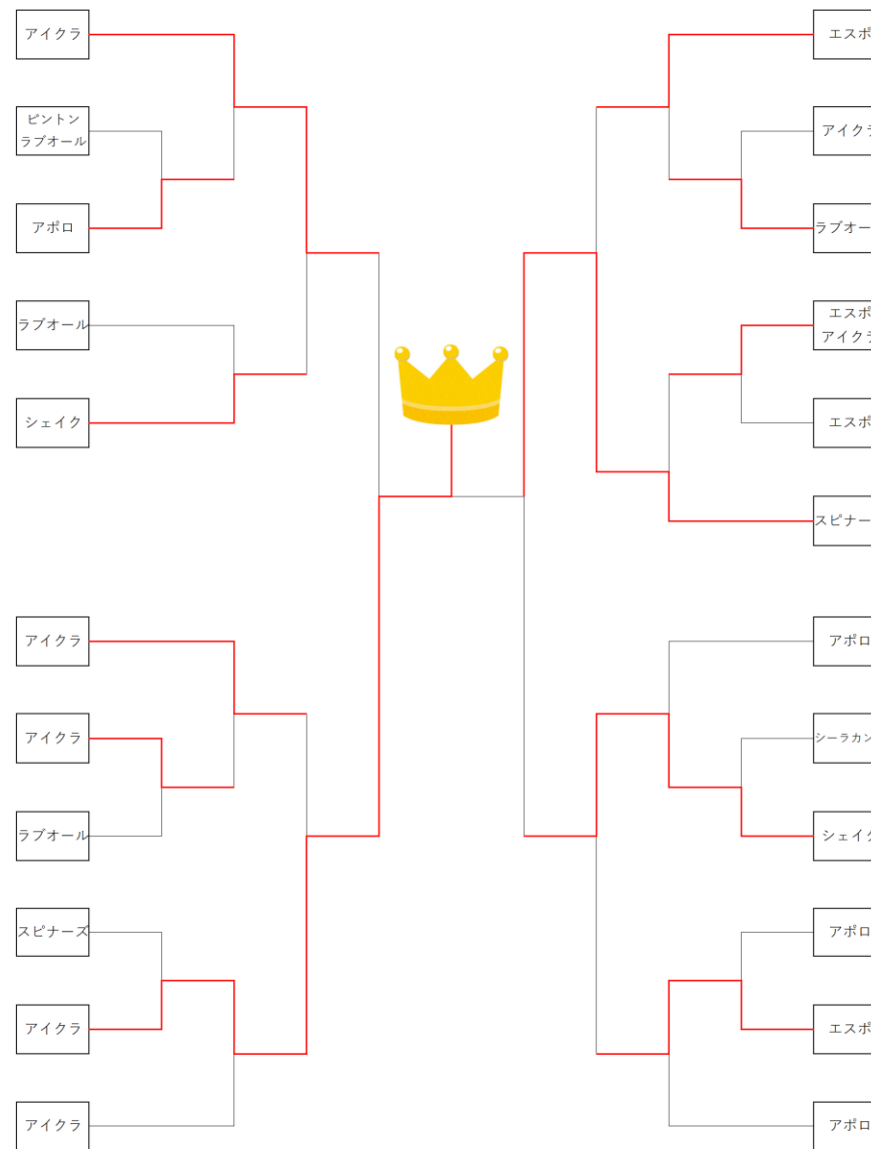 アイクラ
ピントン
ラブオール
アポロ
ラブオール
シェイク
アイクラ
アイクラ
ラブオール
スピナーズ
アイクラ
アイクラ
エスポ
アイクラ
ラブオー
エスポ
アイクラ
エスポ
スピナー
アポロ
シーラカン
シェイク
アポロ
エスポ
アポロ